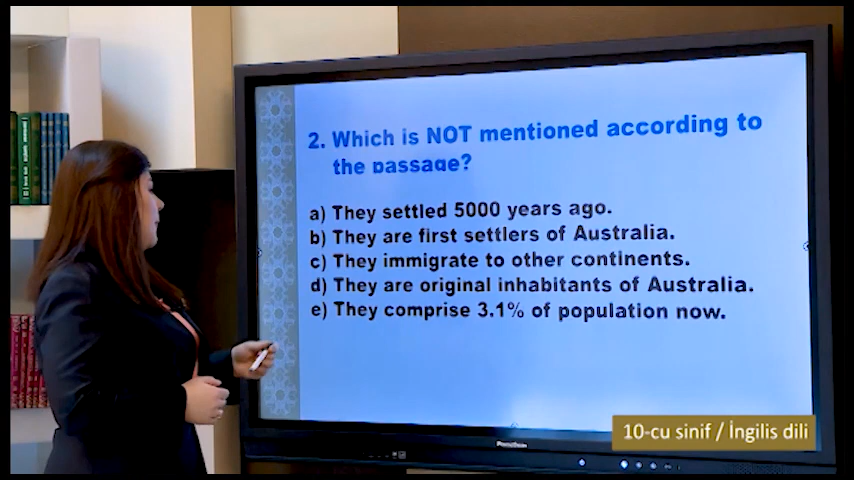 2. Which is NOT mentioned according to
the passage?
a) They settled 5000 years ago.
b) They are first settlers of Australia.
c) They immigrate to other continents.
d) They are original inhabitants of Australia.
e) They comprise 3.1% of population now.
10-cu sinif / İngilis dili
Promethean